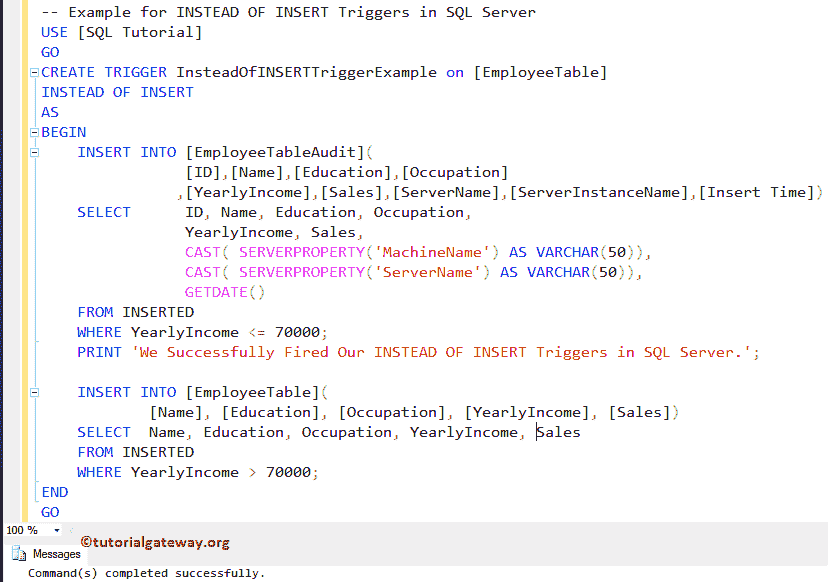 -- Example for INSTEAD OF INSERT Triggers in SQL Server
USE [SQL Tutorial]
GO
CREATE TRIGGER InsteadOfINSERTTriggerExample on [EmployeeTable]
INSTEAD OF INSERT
AS
BEGIN
INSERT INTO [EmployeeTableAudit](
[ID],[Name],[Education],[Occupation]
,[YearlyIncome],[Sales],[ServerName],[ServerInstanceName],[Insert Time])
SELECT ID, Name, Education, Occupation,
YearlyIncome, Sales,
CAST( SERVERPROPERTY('MachineName') AS VARCHAR(50)),
CAST( SERVERPROPERTY('ServerName') AS VARCHAR(50)),
GETDATE()
FROM INSERTED
WHERE YearlyIncome <= 70000;
PRINT 'We Successfully Fired Our INSTEAD OF INSERT Triggers in SQL Server.';
INSERT INTO [EmployeeTable](
[Name], [Education], [Occupation], [YearlyIncome], [Sales])
SELECT Name, Education, Occupation, YearlyIncome, Sales
FROM INSERTED
WHERE YearlyIncome > 70000;
END
GO
100 %
©tutorialgateway.org
Messages
Command(s) completed successfully.